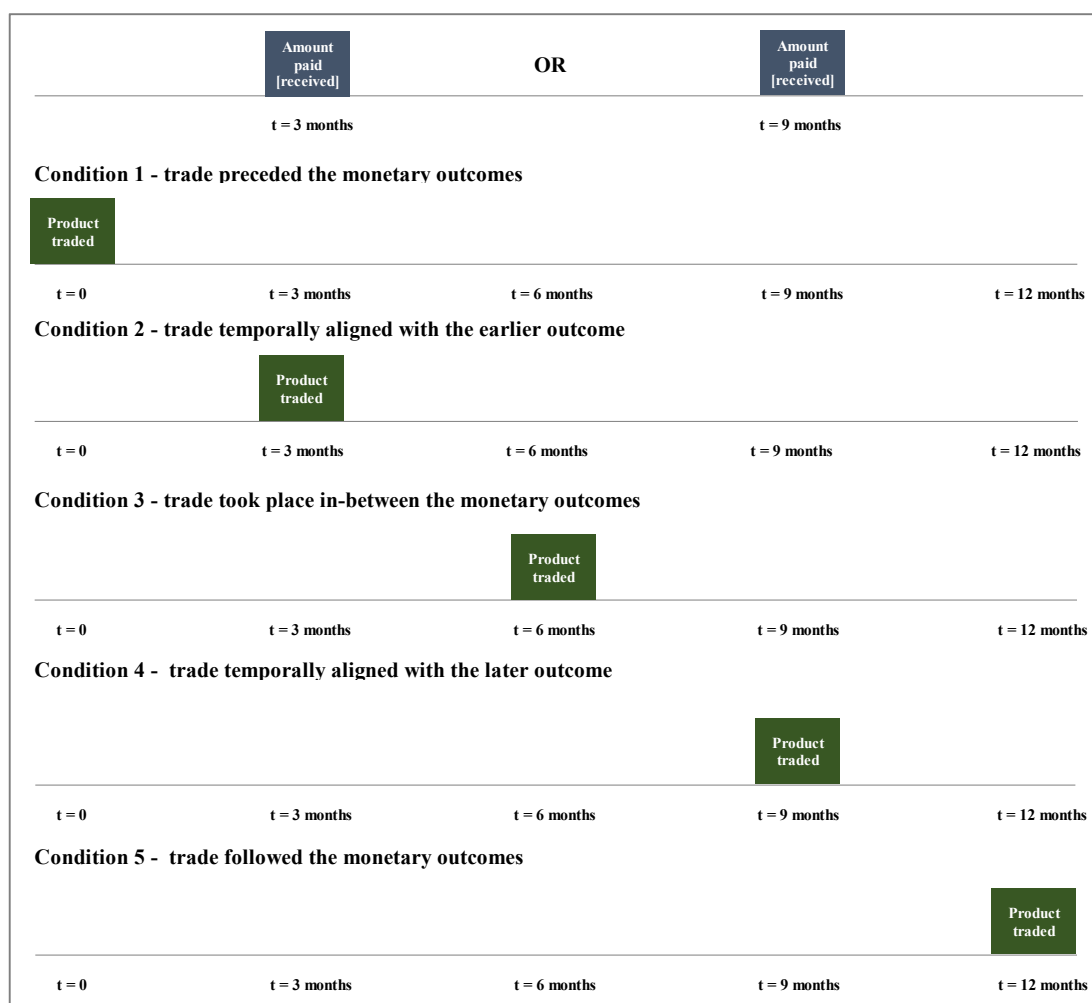 Amount
paid
[received]
OR
Amount
paid
[received]
t = 3 months
t = 9 months
Condition 1 - trade preceded the monetary outcomes
Product
traded
t = 0
t = 3 months
t = 6 months
t = 9 months
t = 12 months
Condition 2 - trade temporally aligned with the earlier outcome
Product
traded
t = 0
t = 3 months
t = 6 months
t = 9 months
t = 12 months
Condition 3 - trade took place in-between the monetary outcomes
Product
traded
t = 0
t = 3 months
t = 6 months
t = 9 months
t = 12 months
Condition 4 - trade temporally aligned with the later outcome
Product
traded
t = 0
t = 3 months
t = 6 months
t = 9 months
t = 12 months
Condition 5 - trade followed the monetary outcomes
Product
traded
t = 0
t = 3 months
t = 6 months
t = 9 months
t = 12 months